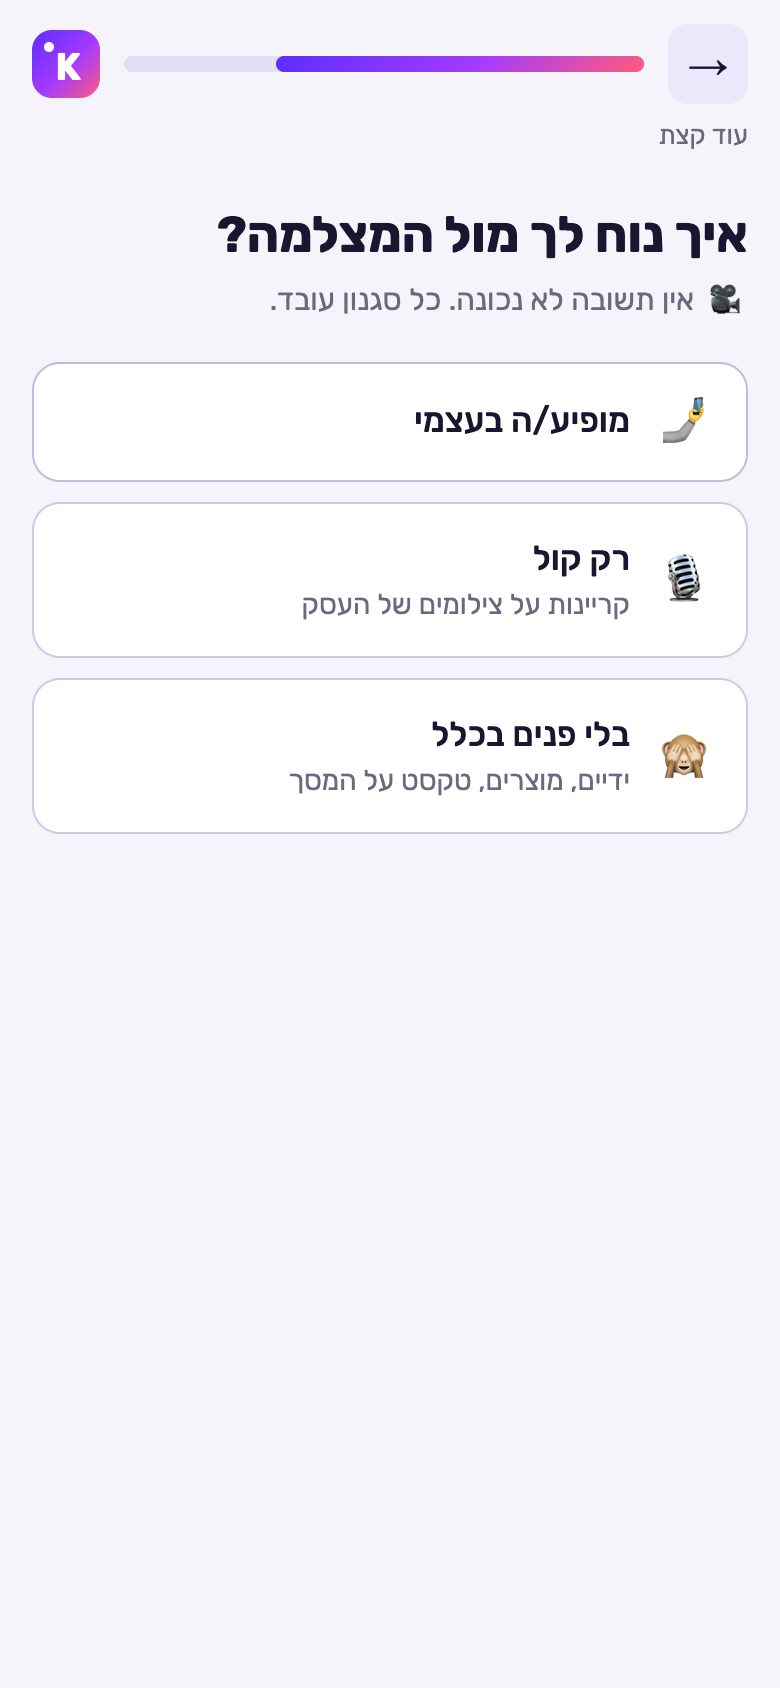 K
עוד קצת
איך נוח לך מול המצלמה?
🎥 אין תשובה לא נכונה. כל סגנון עובד.
מופיע/ה בעצמי
רק קול
קריינות על צילומים של העסק
בלי פנים בכלל
ידיים, מוצרים, טקסט על המסך